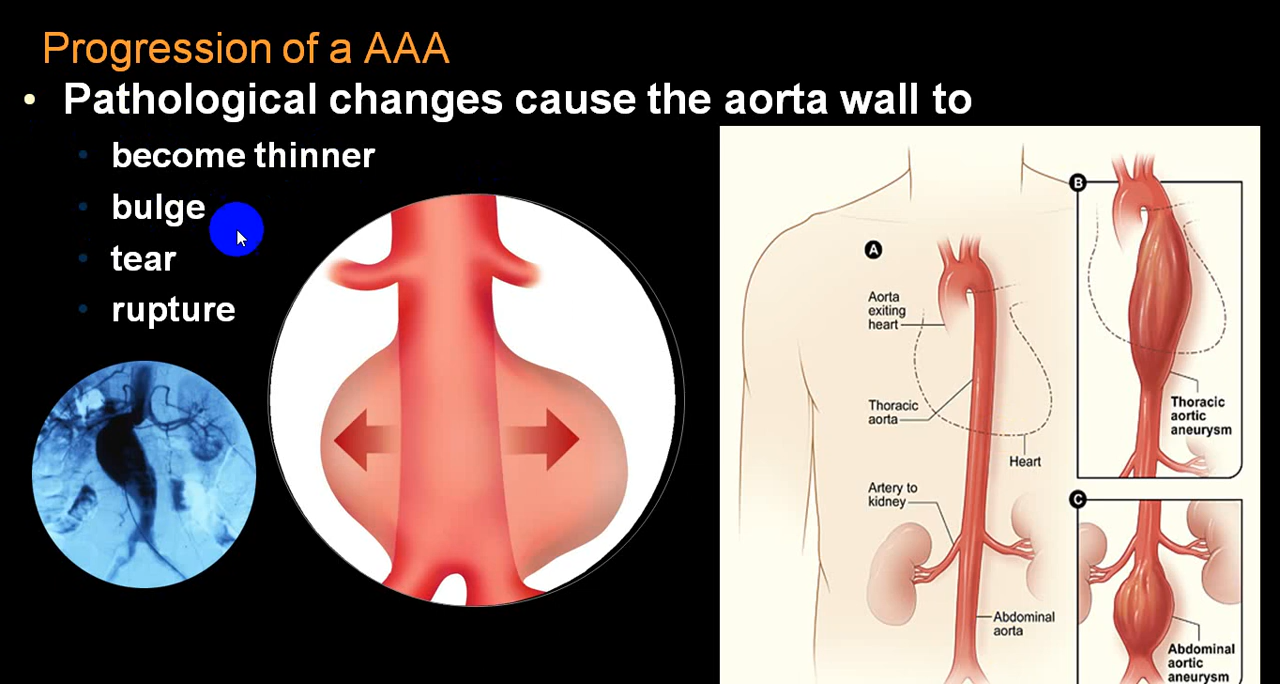 Progression of a AAA
• Pathological changes cause the aorta wall to
• become thinner
• bulge
• tear
• rupture
A
Aorta
exiting
heart
Thoracic
aorta
Heart
Artery to
kidney
Abdominal
aorta
B
Thoracic
aortic
aneurysm
C
Abdominal
aortic
aneurysm